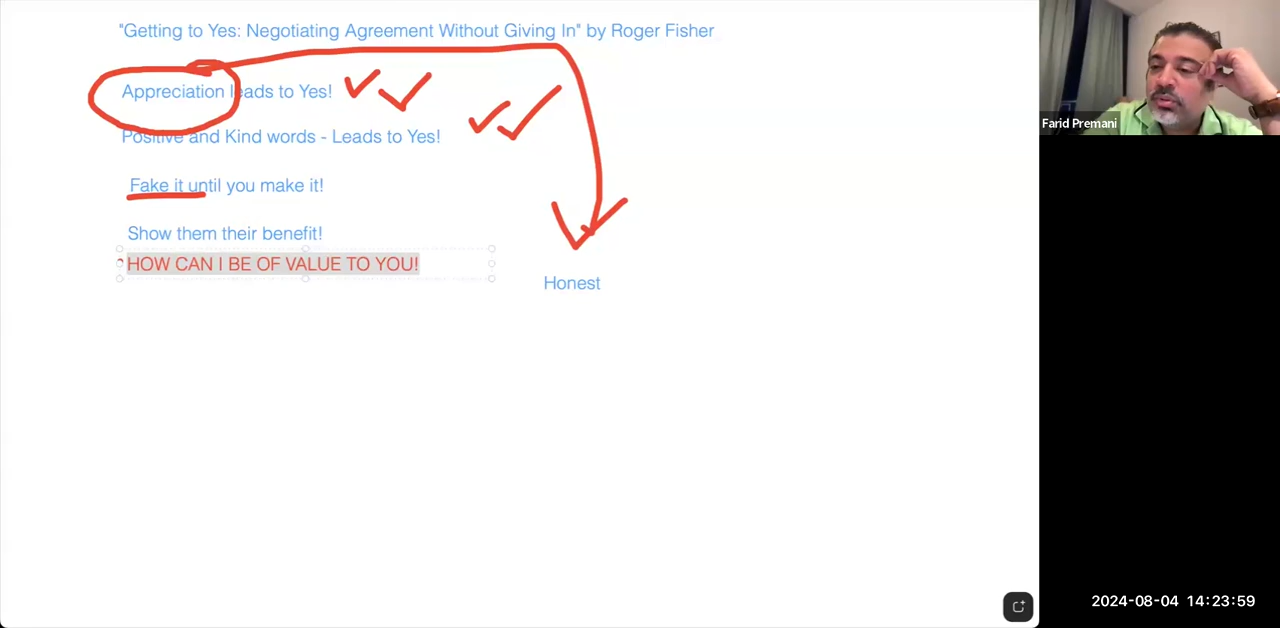 "Getting to Yes: Negotiating Agreement Without Giving In" by Roger Fisher
Appreciation leads to Yes!
Positive and Kind words - Leads to Yes!
Fake it until you make it!
Show them their benefit!
HOW CAN I BE OF VALUE TO YOU!
Honest
Farid Premani
2024-08-04 14:23:59